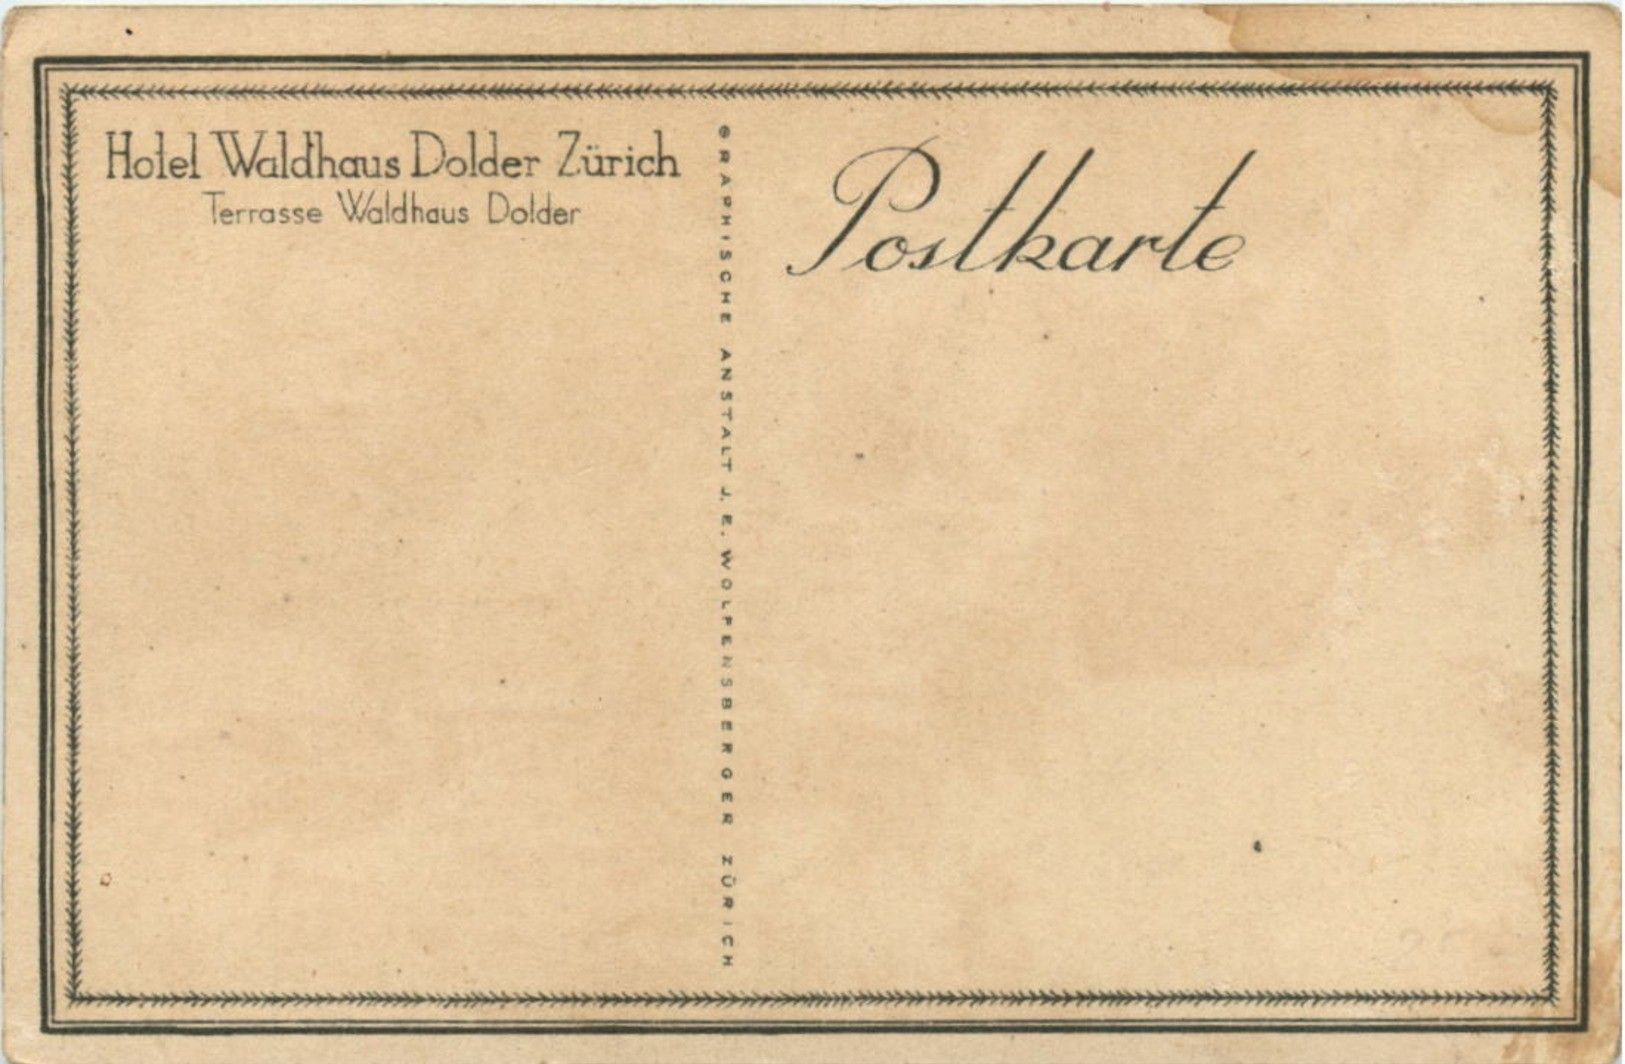 Hotel Waldhaus Dolder Zürich
Terrasse Waldhaus Dolder
GRAPHISCHE ANSTALT J. E. WOLFENSBERGER ZÜRICH
Postkarte